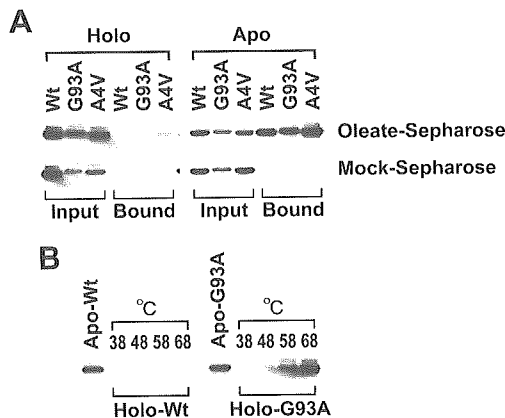 A
Holo Apo
Wt G93A A4V Wt G93A A4V Wt G93A A4V Wt G93A A4V
Oleate-Sepharose
Mock-Sepharose
Input Bound Input Bound
B
Apo-Wt °C Apo-G93A °C
38 48 58 68 38 48 58 68
Holo-Wt Holo-G93A